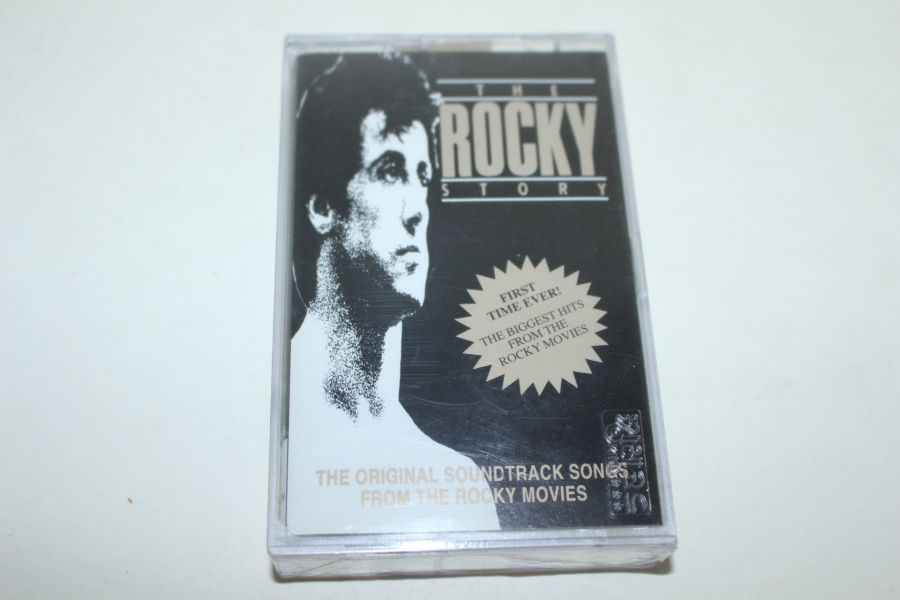 THE
ROCKY
STORY
FIRST
TIME EVER!
THE BIGGEST HITS
FROM THE
ROCKY MOVIES
THE ORIGINAL SOUNDTRACK SONGS
FROM THE ROCKY MOVIES